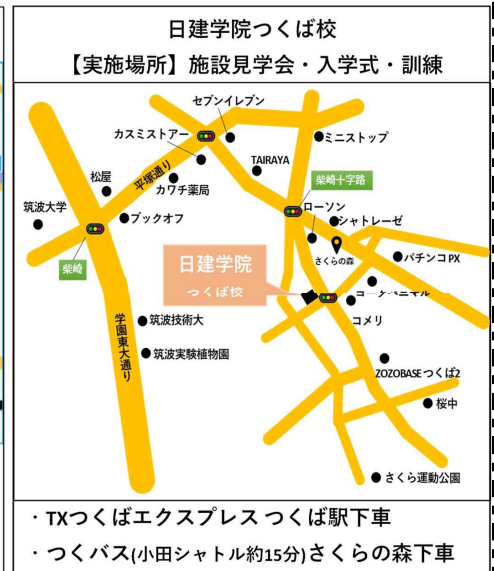 日建学院つくば校
【実施場所】施設見学会・入学式・訓練
セブンイレブン
カスミストアー
ミニストップ
TAIRAYA
平塚通り
カワチ薬局
松屋
柴崎十字路
筑波大学
ブックオフ
ローソン
シャトレーゼ
柴崎
さくらの森
パチンコPX
日建学院
つくば校
コメリ
学園東大通り
筑波技術大
筑波実験植物園
ZOZOBASEつくば2
桜中
さくら運動公園
・TXつくばエクスプレス つくば駅下車
・つくバス(小田シャトル約15分)さくらの森下車